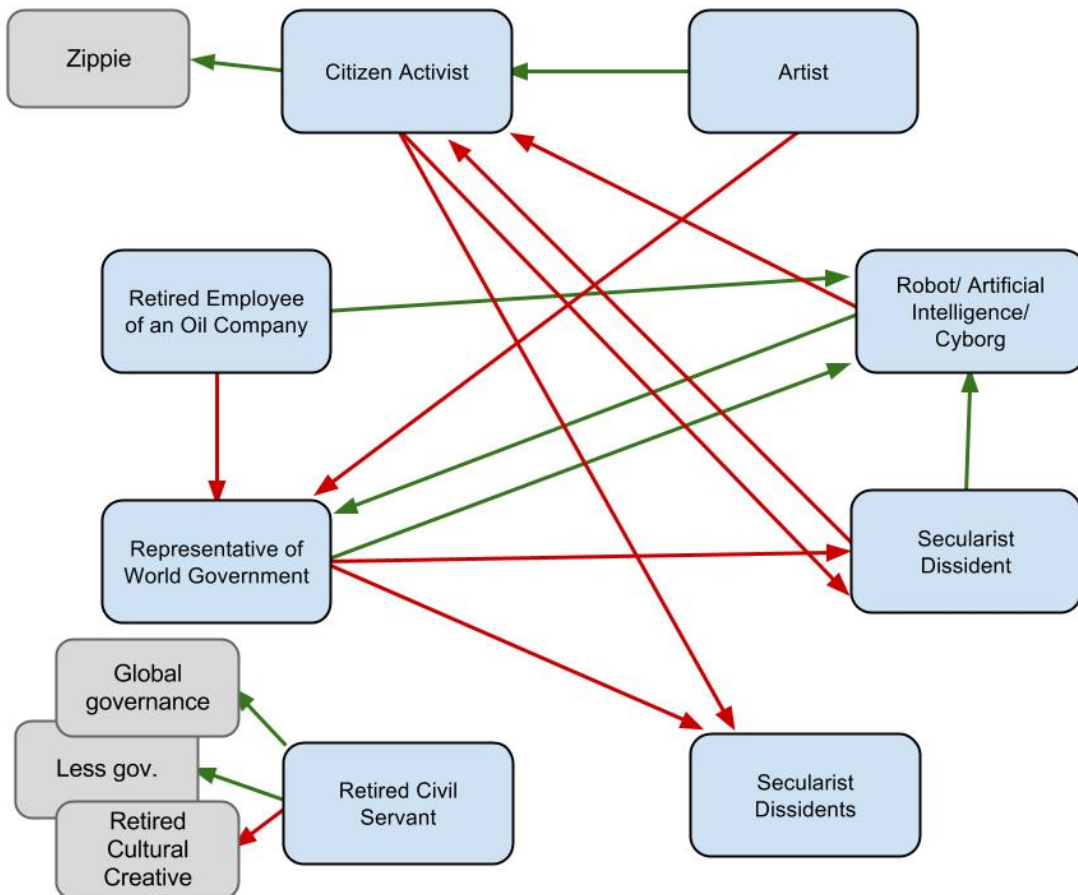 Zippie
Citizen Activist
Artist
Retired Employee
of an Oil Company
Robot/ Artificial
Intelligence/
Cyborg
Representative of
World Government
Secularist
Dissident
Global
governance
Less gov.
Retired
Cultural
Creative
Retired Civil
Servant
Secularist
Dissidents